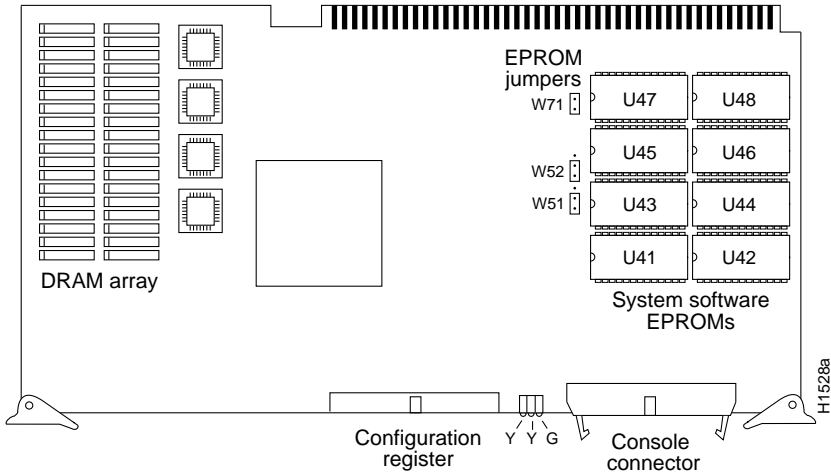 EPROM
jumpers
W71
U47
U48
U45
U46
W52
W51
U43
U44
U41
U42
DRAM array
System software
EPROMs
H1528a
Configuration
register
Y Y G
Console
connector